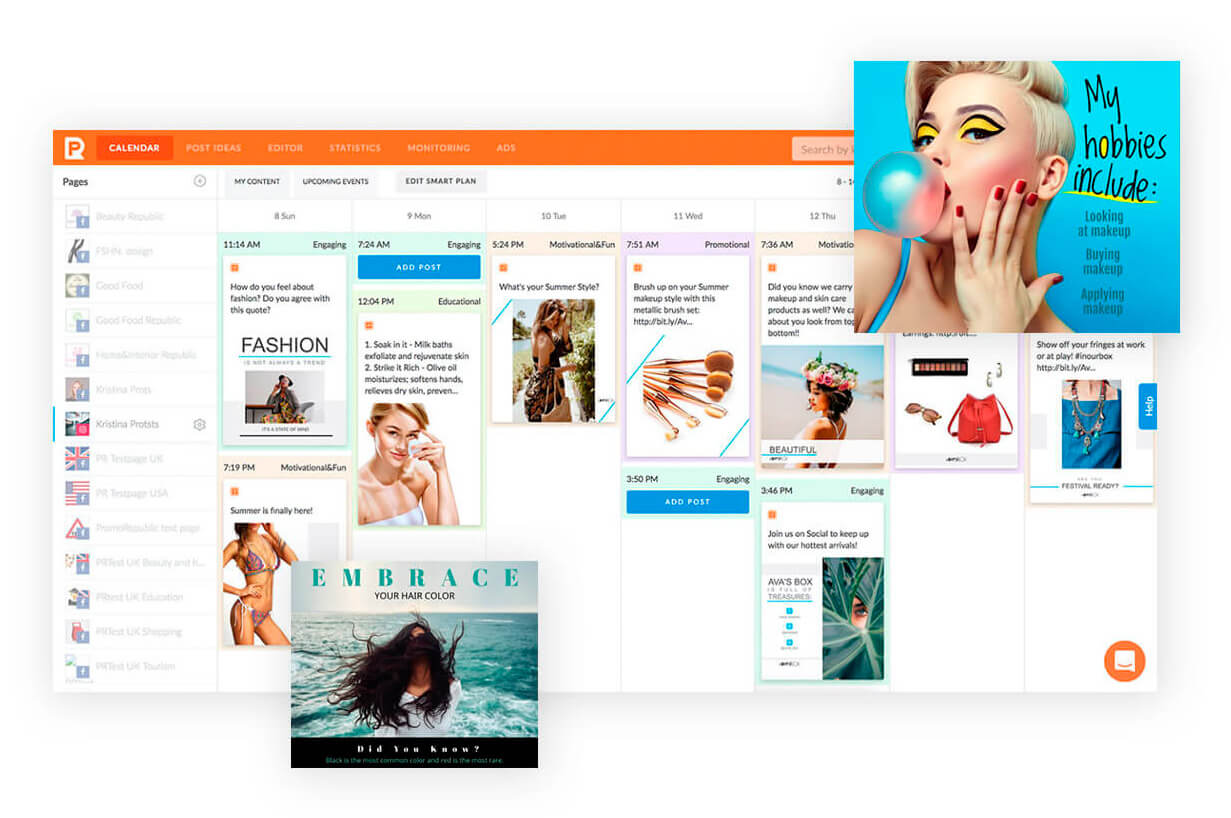 CALENDAR
POST IDEAS
EDITOR
STATISTICS
MONITORING
ADS
Search by
Pages
MY CONTENT
UPCOMING EVENTS
EDIT SMART PLAN
8 Sun
9 Mon
10 Tue
11 Wed
12 Thu
Beauty Republic
FSHN. design
Good Food
Good Food Republic
Home&Interior Republic
Kristina Prots
Kristina Protsts
PR Testpage UK
PR Testpage USA
PromoRepublic test page
PRTest UK Beauty and h...
PRtest UK Education
PRTest UK Shopping
PRTest UK Tourism
11:14 AM
Engaging
How do you feel about
fashion? Do you agree with
this quote?
FASHION
IS NOT ALWAYS A TREND
IT'S A STATE OF MIND
7:19 PM
Motivational&Fun
Summer is finally here!
7:24 AM
Engaging
ADD POST
12:04 PM
Educational
1. Soak in it - Milk baths
exfoliate and rejuvenate skin
2. Strike it Rich - Olive oil
moisturizes; softens hands,
relieves dry skin, preven...
5:24 PM
Motivational&Fun
What's your Summer Style?
7:51 AM
Promotional
Brush up on your Summer
makeup style with this
metallic brush set:
http://bit.ly/Av...
3:50 PM
Engaging
ADD POST
7:36 AM
Did you know we carry
makeup and skin care
products as well? We
about you look from
bottom!!
BEAUTIFUL
3:46 PM
Engaging
Join us on Social to keep up
with our hottest arrivals!
AVA'S BOX
IS FULL OF
TREASURES:
Show off your fringes at work
or at play! #inourbox
http://bit.ly/Av...
ARE YOU
FESTIVAL READY?
Help
My
hobbies
include:
Looking
at makeup
Buying
makeup
Applying
makeup
EMBRACE
YOUR HAIR COLOR
Did You Know?
Black is the most common color and red is the most rare.